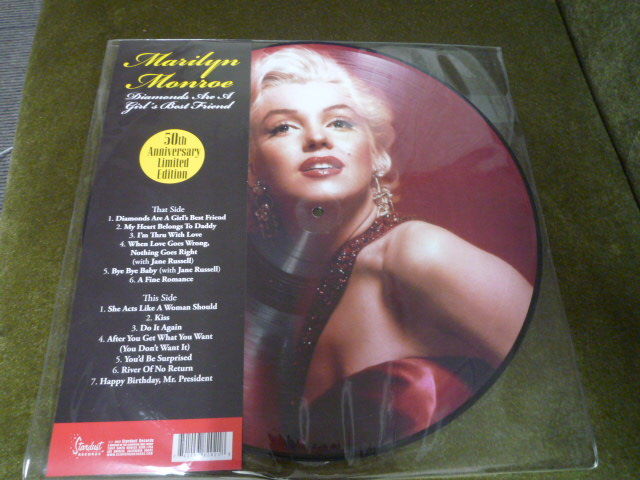 Marilyn
Monroe
Diamonds Are A
Girl's Best Friend
50th
Anniversary
Limited
Edition
That Side
1. Diamonds Are A Girl's Best Friend
2. My Heart Belongs To Daddy
3. I'm Thru With Love
4. When Love Goes Wrong,
Nothing Goes Right
(with Jane Russell)
5. Bye Bye Baby (with Jane Russell)
6. A Fine Romance
This Side
1. She Acts Like A Woman Should
2. Kiss
3. Do It Again
4. After You Get What You Want
(You Don't Want It)
5. You'd Be Surprised
6. River Of No Return
7. Happy Birthday, Mr. President
Stardust
RECORDS
Stardust Records